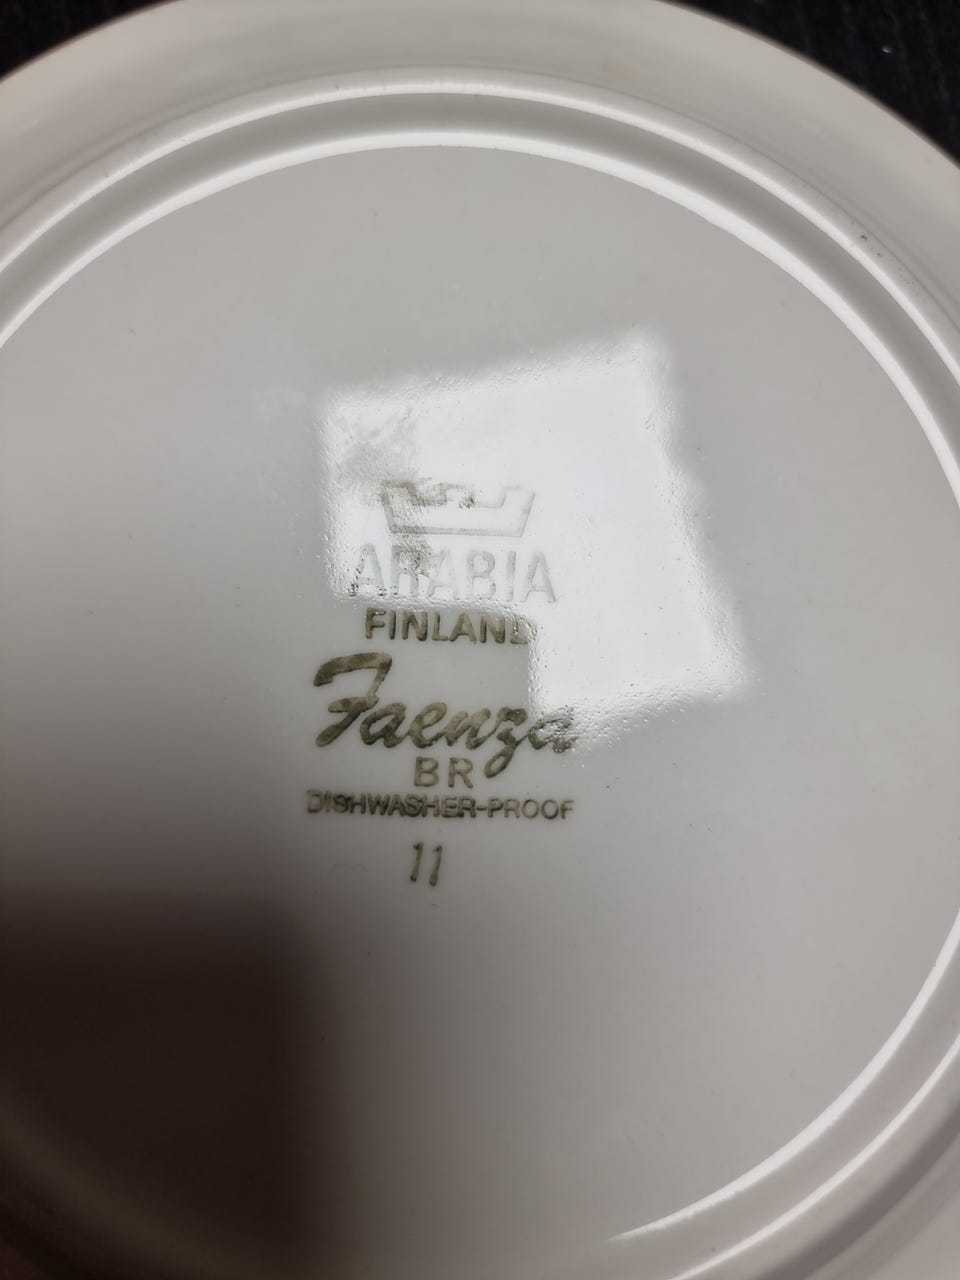 ARABIA
FINLAND
Faenza
BR
DISHWASHER-PROOF
11